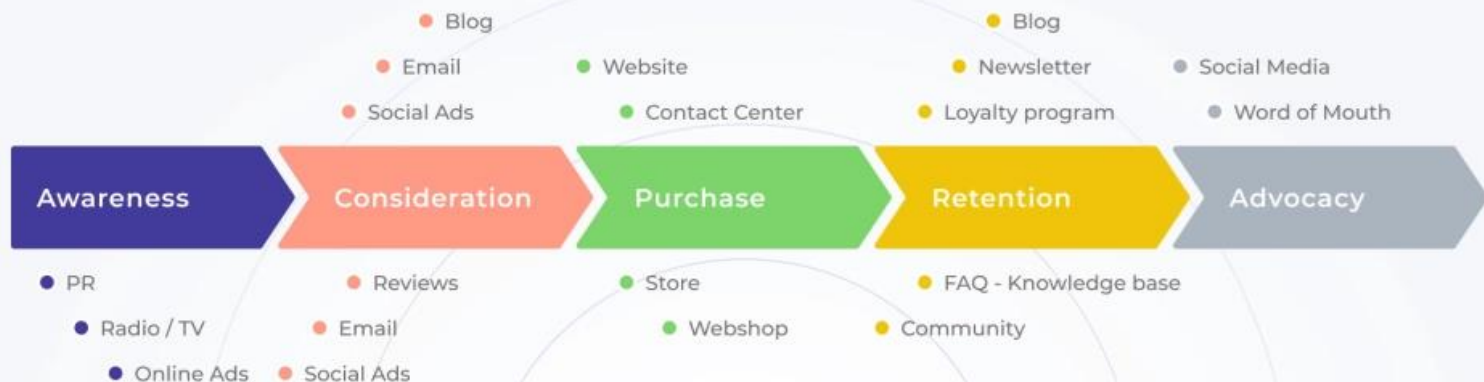 Blog
Blog
Email
Website
Newsletter
Social Media
Social Ads
Contact Center
Loyalty program
Word of Mouth
Awareness
Consideration
Purchase
Retention
Advocacy
PR
Reviews
Store
FAQ - Knowledge base
Radio / TV
Email
Webshop
Community
Online Ads
Social Ads